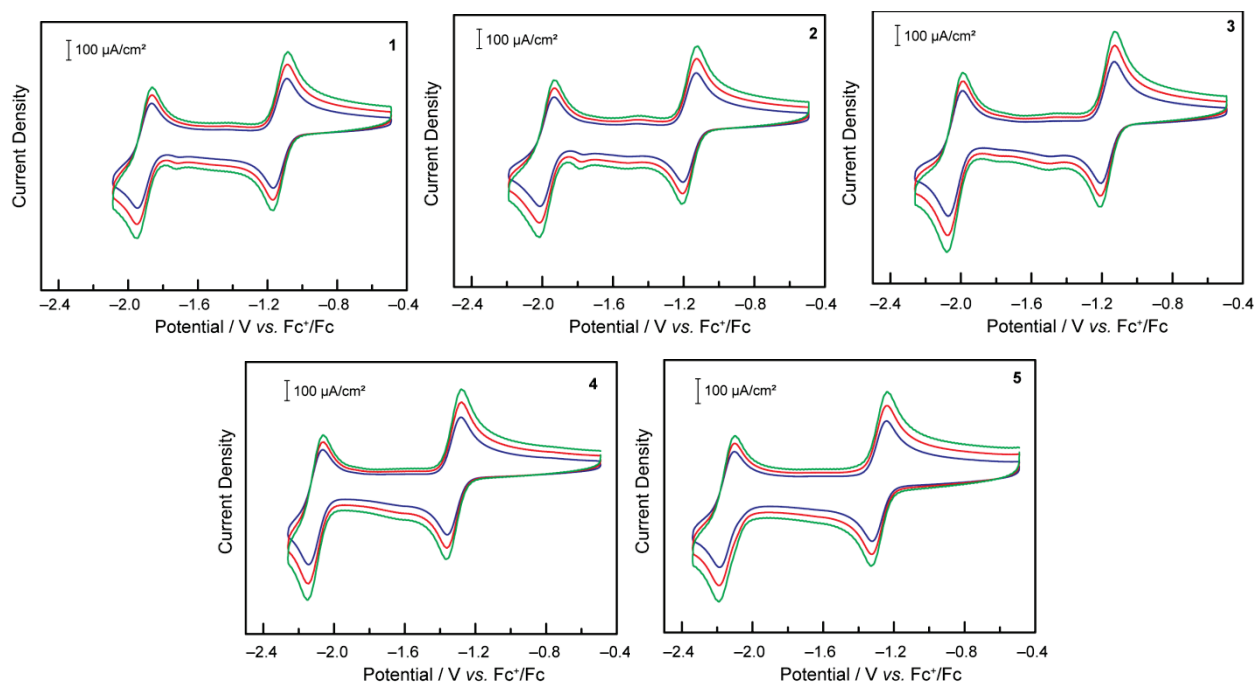 100 µA/cm²
1
Current Density
–2.4 –2.0 –1.6 –1.2 –0.8 –0.4
Potential / V vs. Fc⁺/Fc
100 µA/cm²
2
Current Density
–2.4 –2.0 –1.6 –1.2 –0.8 –0.4
Potential / V vs. Fc⁺/Fc
100 µA/cm²
3
Current Density
–2.4 –2.0 –1.6 –1.2 –0.8 –0.4
Potential / V vs. Fc⁺/Fc
100 µA/cm²
4
Current Density
–2.4 –2.0 –1.6 –1.2 –0.8 –0.4
Potential / V vs. Fc⁺/Fc
100 µA/cm²
5
Current Density
–2.4 –2.0 –1.6 –1.2 –0.8 –0.4
Potential / V vs. Fc⁺/Fc